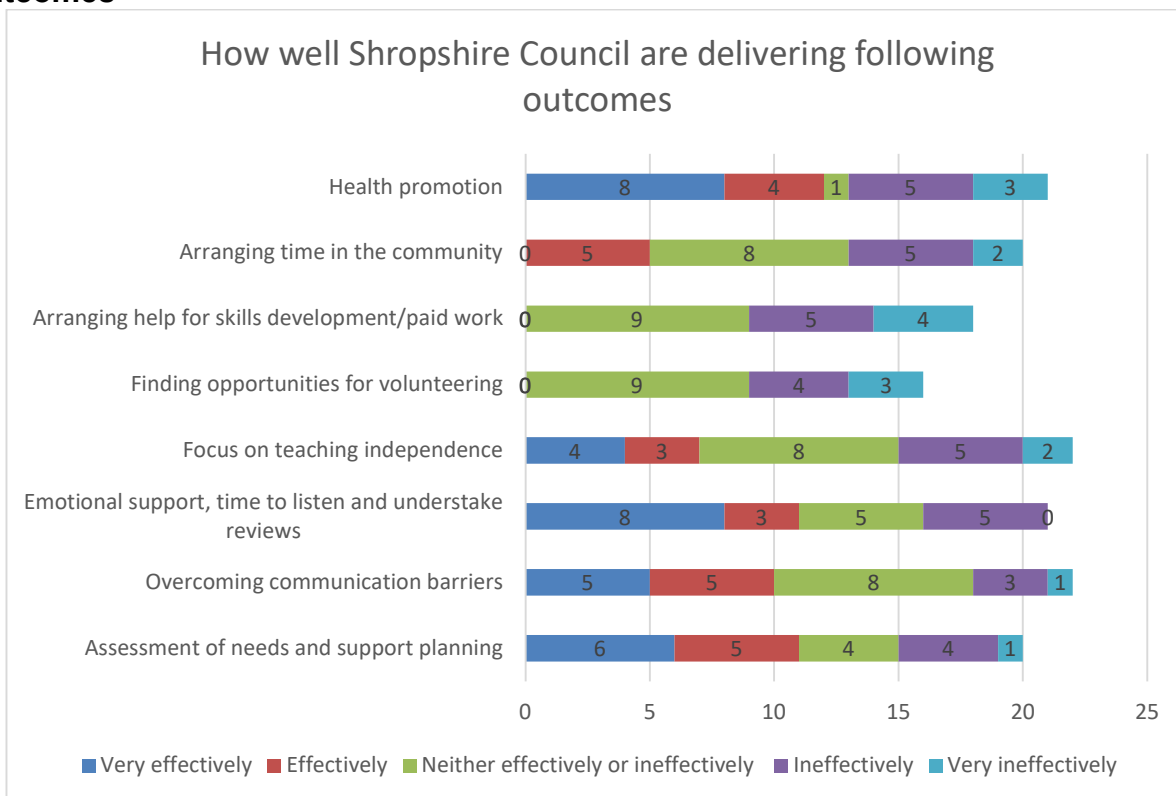 How well Shropshire Council are delivering following
outcomes
Health promotion
8 4 1 5 3
Arranging time in the community
0 5 8 5 2
Arranging help for skills development/paid work
0 9 5 4
Finding opportunities for volunteering
0 9 4 3
Focus on teaching independence
4 3 8 5 2
Emotional support, time to listen and understake
reviews
8 3 5 5 0
Overcoming communication barriers
5 5 8 3 1
Assessment of needs and support planning
6 5 4 4 1
0 5 10 15 20 25
Very effectively Effectively Neither effectively or ineffectively Ineffectively Very ineffectively